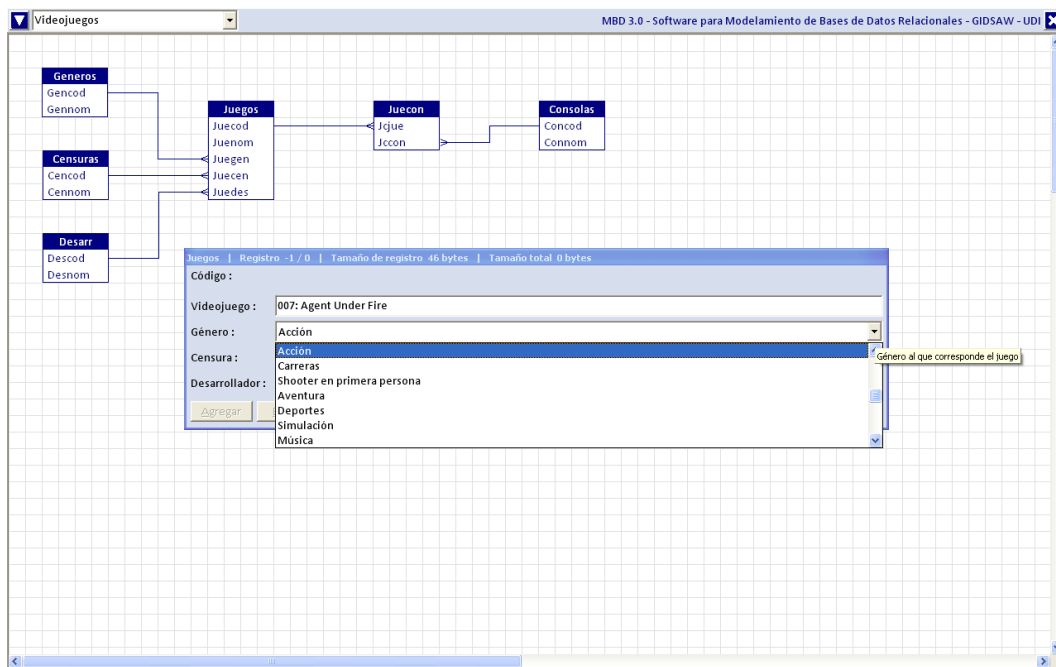 Videojuegos
MBD 3.0 - Software para Modelamiento de Bases de Datos Relacionales - GIDSAW - UDI
Generos
Gencod
Gennom
Juegos
Juecod
Juenom
Juegen
Juecen
Juedes
Juecon
Jcjue
Jccon
Consolas
Concod
Connom
Censuras
Cencod
Cennom
Desarr
Descod
Desnom
Juegos | Registro -1 / 0 | Tamaño de registro 46 bytes | Tamaño total 0 bytes
Código :
Videojuego : 007: Agent Under Fire
Género : Acción
Censura :
Desarrollador :
Agregar
Acción
Carreras
Shooter en primera persona
Aventura
Deportes
Simulación
Música
Género al que corresponde el juego